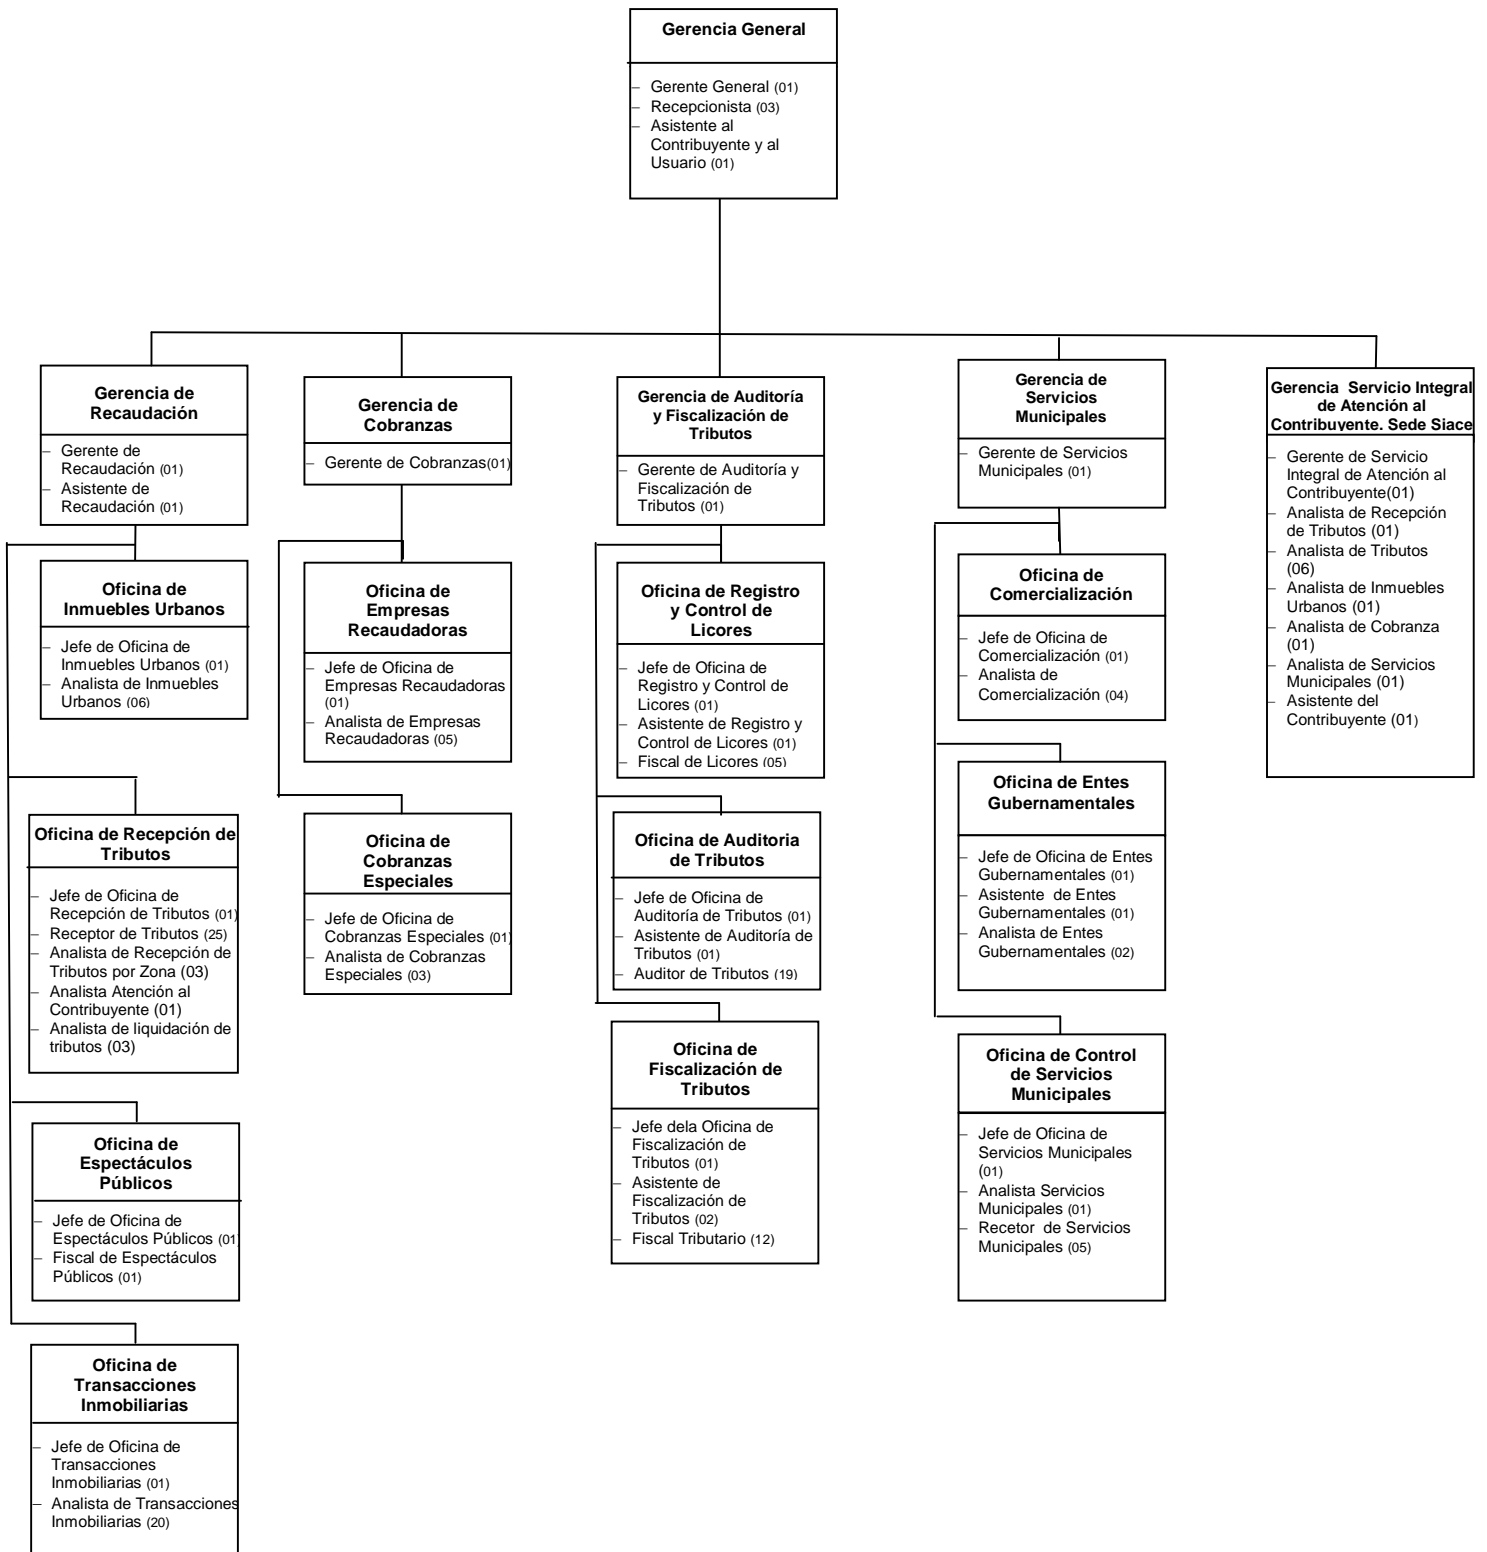 Gerencia General
– Gerente General (01)
– Recepcionista (03)
– Asistente al
Contribuyente y al
Usuario (01)
Gerencia de
Recaudación
– Gerente de
Recaudación (01)
– Asistente de
Recaudación (01)
Oficina de
Inmuebles Urbanos
– Jefe de Oficina de
Inmuebles Urbanos (01)
– Analista de Inmuebles
Urbanos (06)
Oficina de Recepción de
Tributos
– Jefe de Oficina de
Recepción de Tributos (01)
– Receptor de Tributos (25)
– Analista de Recepción de
Tributos por Zona (03)
– Analista Atención al
Contribuyente (01)
– Analista de liquidación de
tributos (03)
Oficina de
Espectáculos
Públicos
– Jefe de Oficina de
Espectáculos Públicos (01)
– Fiscal de Espectáculos
Públicos (01)
Oficina de
Transacciones
Inmobiliarias
– Jefe de Oficina de
Transacciones
Inmobiliarias (01)
– Analista de Transacciones
Inmobiliarias (20)
Gerencia de
Cobranzas
– Gerente de Cobranzas(01)
Oficina de
Empresas
Recaudadoras
– Jefe de Oficina de
Empresas Recaudadoras
(01)
– Analista de Empresas
Recaudadoras (05)
Oficina de
Cobranzas
Especiales
– Jefe de Oficina de
Cobranzas Especiales (01)
– Analista de Cobranzas
Especiales (03)
Gerencia de Auditoría
y Fiscalización de
Tributos
– Gerente de Auditoría y
Fiscalización de
Tributos (01)
Oficina de Registro
y Control de
Licores
– Jefe de Oficina de
Registro y Control de
Licores (01)
– Asistente de Registro y
Control de Licores (01)
– Fiscal de Licores (05)
Oficina de Auditoria
de Tributos
– Jefe de Oficina de
Auditoría de Tributos (01)
– Asistente de Auditoría de
Tributos (01)
– Auditor de Tributos (19)
Oficina de
Fiscalización de
Tributos
– Jefe dela Oficina de
Fiscalización de
Tributos (01)
– Asistente de
Fiscalización de
Tributos (02)
– Fiscal Tributario (12)
Gerencia de
Servicios
Municipales
– Gerente de Servicios
Municipales (01)
Oficina de
Comercialización
– Jefe de Oficina de
Comercialización (01)
– Analista de
Comercialización (04)
Oficina de Entes
Gubernamentales
– Jefe de Oficina de Entes
Gubernamentales (01)
– Asistente de Entes
Gubernamentales (01)
– Analista de Entes
Gubernamentales (02)
Oficina de Control
de Servicios
Municipales
– Jefe de Oficina de
Servicios Municipales
(01)
– Analista Servicios
Municipales (01)
– Recetor de Servicios
Municipales (05)
Gerencia Servicio Integral
de Atención al
Contribuyente. Sede Siace
– Gerente de Servicio
Integral de Atención al
Contribuyente(01)
– Analista de Recepción
de Tributos (01)
– Analista de Tributos
(06)
– Analista de Inmuebles
Urbanos (01)
– Analista de Cobranza
(01)
– Analista de Servicios
Municipales (01)
– Asistente del
Contribuyente (01)